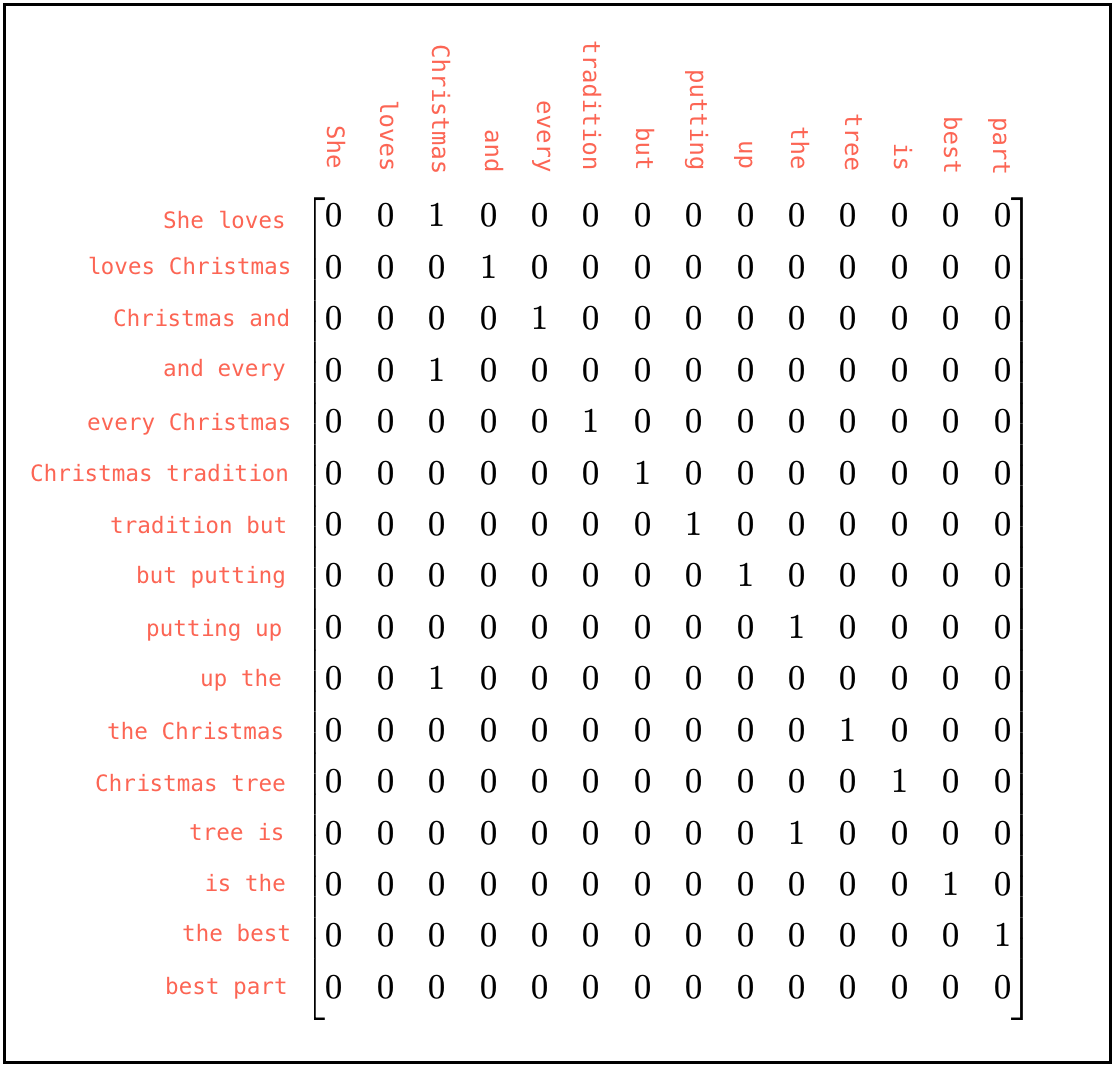 She loves Christmas and every tradition but putting up the tree is best part
She loves 0 0 1 0 0 0 0 0 0 0 0 0 0 0
loves Christmas 0 0 0 1 0 0 0 0 0 0 0 0 0 0
Christmas and 0 0 0 0 1 0 0 0 0 0 0 0 0 0
and every 0 0 1 0 0 0 0 0 0 0 0 0 0 0
every Christmas 0 0 0 0 0 1 0 0 0 0 0 0 0 0
Christmas tradition 0 0 0 0 0 0 1 0 0 0 0 0 0 0
tradition but 0 0 0 0 0 0 0 1 0 0 0 0 0 0
but putting 0 0 0 0 0 0 0 0 1 0 0 0 0 0
putting up 0 0 0 0 0 0 0 0 0 1 0 0 0 0
up the 0 0 1 0 0 0 0 0 0 0 0 0 0 0
the Christmas 0 0 0 0 0 0 0 0 0 0 1 0 0 0
Christmas tree 0 0 0 0 0 0 0 0 0 0 0 1 0 0
tree is 0 0 0 0 0 0 0 0 0 1 0 0 0 0
is the 0 0 0 0 0 0 0 0 0 0 0 0 1 0
the best 0 0 0 0 0 0 0 0 0 0 0 0 0 1
best part 0 0 0 0 0 0 0 0 0 0 0 0 0 0